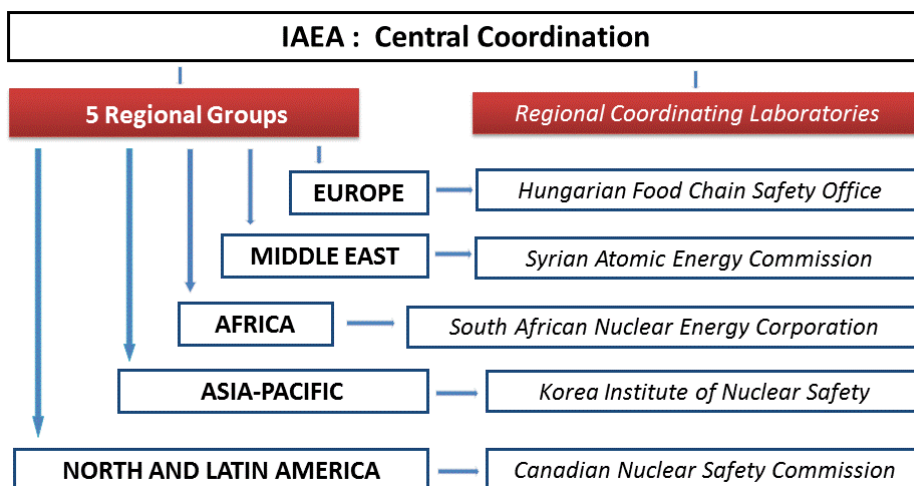 IAEA : Central Coordination
5 Regional Groups
Regional Coordinating Laboratories
EUROPE
Hungarian Food Chain Safety Office
MIDDLE EAST
Syrian Atomic Energy Commission
AFRICA
South African Nuclear Energy Corporation
ASIA-PACIFIC
Korea Institute of Nuclear Safety
NORTH AND LATIN AMERICA
Canadian Nuclear Safety Commission